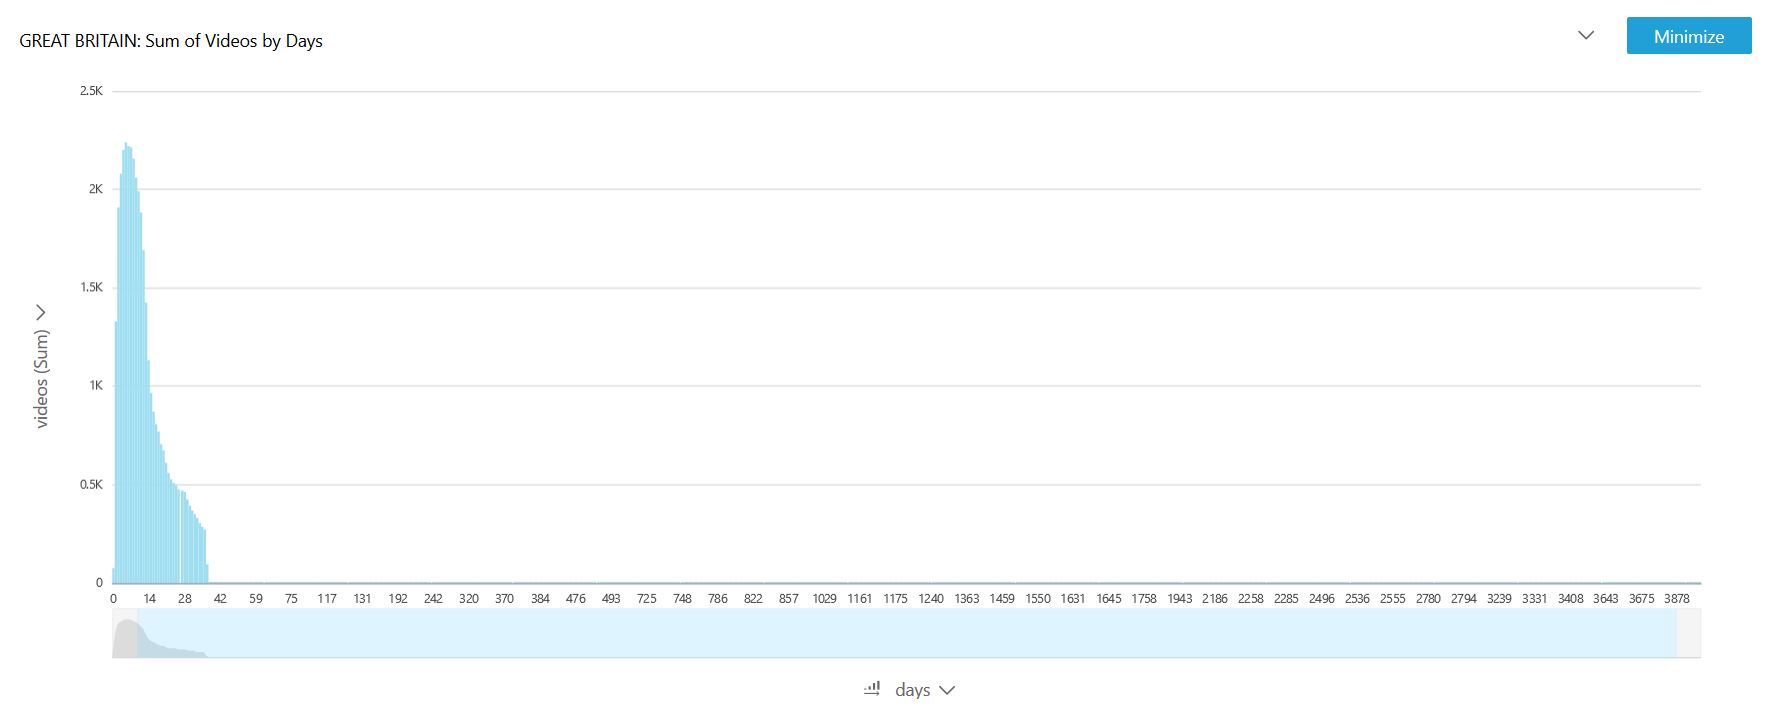 GREAT BRITAIN: Sum of Videos by Days
Minimize
2.5K
2K
1.5K
1K
0.5K
0
videos (Sum)
0 14 28 42 59 75 117 131 192 242 320 370 384 476 493 725 748 786 822 857 1029 1161 1175 1240 1363 1459 1550 1631 1645 1758 1943 2186 2258 2285 2496 2536 2555 2780 2794 3239 3331 3408 3643 3675 3878
days